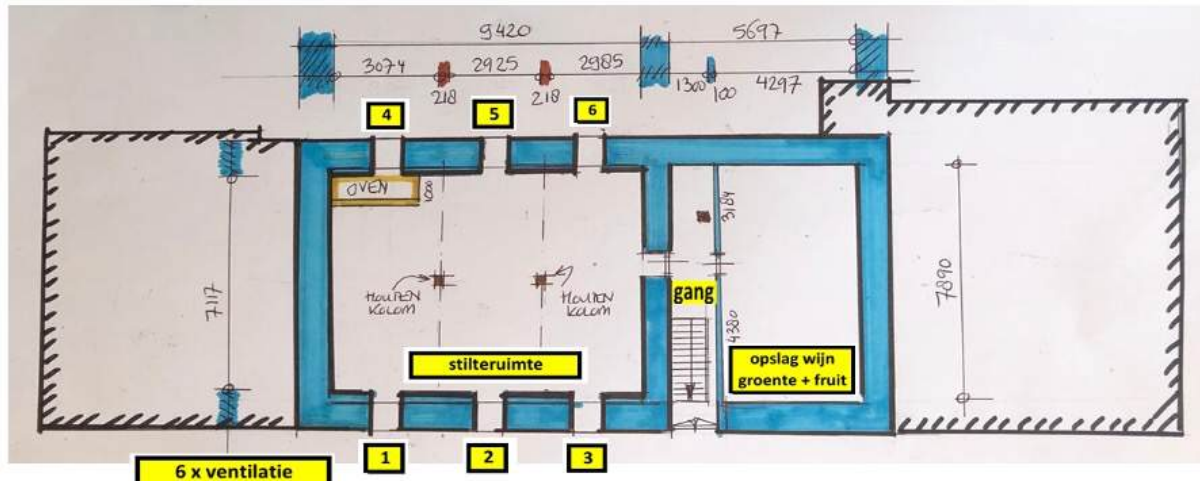 9420
5697
3074
2925
2985
218
218
1300
100
4297
4
5
6
OVEN
1000
3184
7117
HOUTEN
KOLOM
HOUTEN
KOLOM
gang
7890
4380
stilteruimte
opslag wijn
groente + fruit
1
2
3
6 x ventilatie